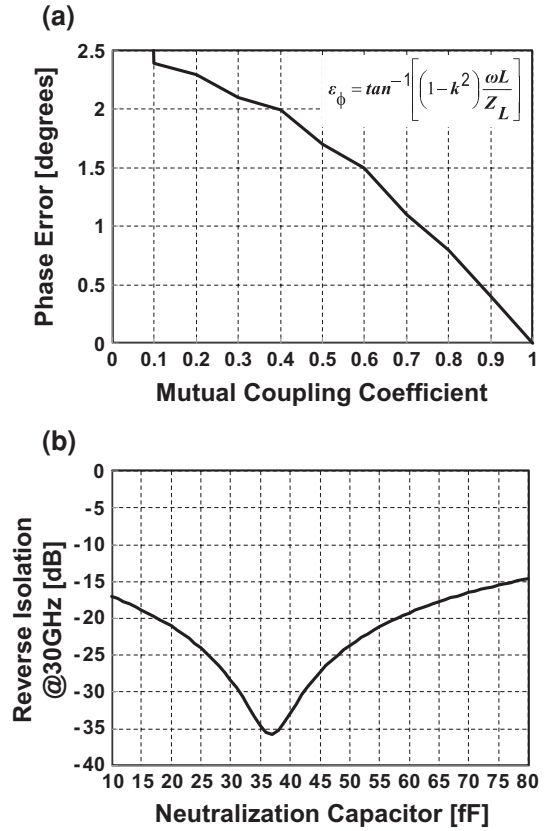 (a)
2.5
2
1.5
1
0.5
0
ε_ϕ = tan⁻¹[(1-k²) ωL/Z_L]
0 0.1 0.2 0.3 0.4 0.5 0.6 0.7 0.8 0.9 1
Phase Error [degrees]
Mutual Coupling Coefficient
(b)
0
-5
-10
-15
-20
-25
-30
-35
-40
10 15 20 25 30 35 40 45 50 55 60 65 70 75 80
Reverse Isolation
@30GHz [dB]
Neutralization Capacitor [fF]